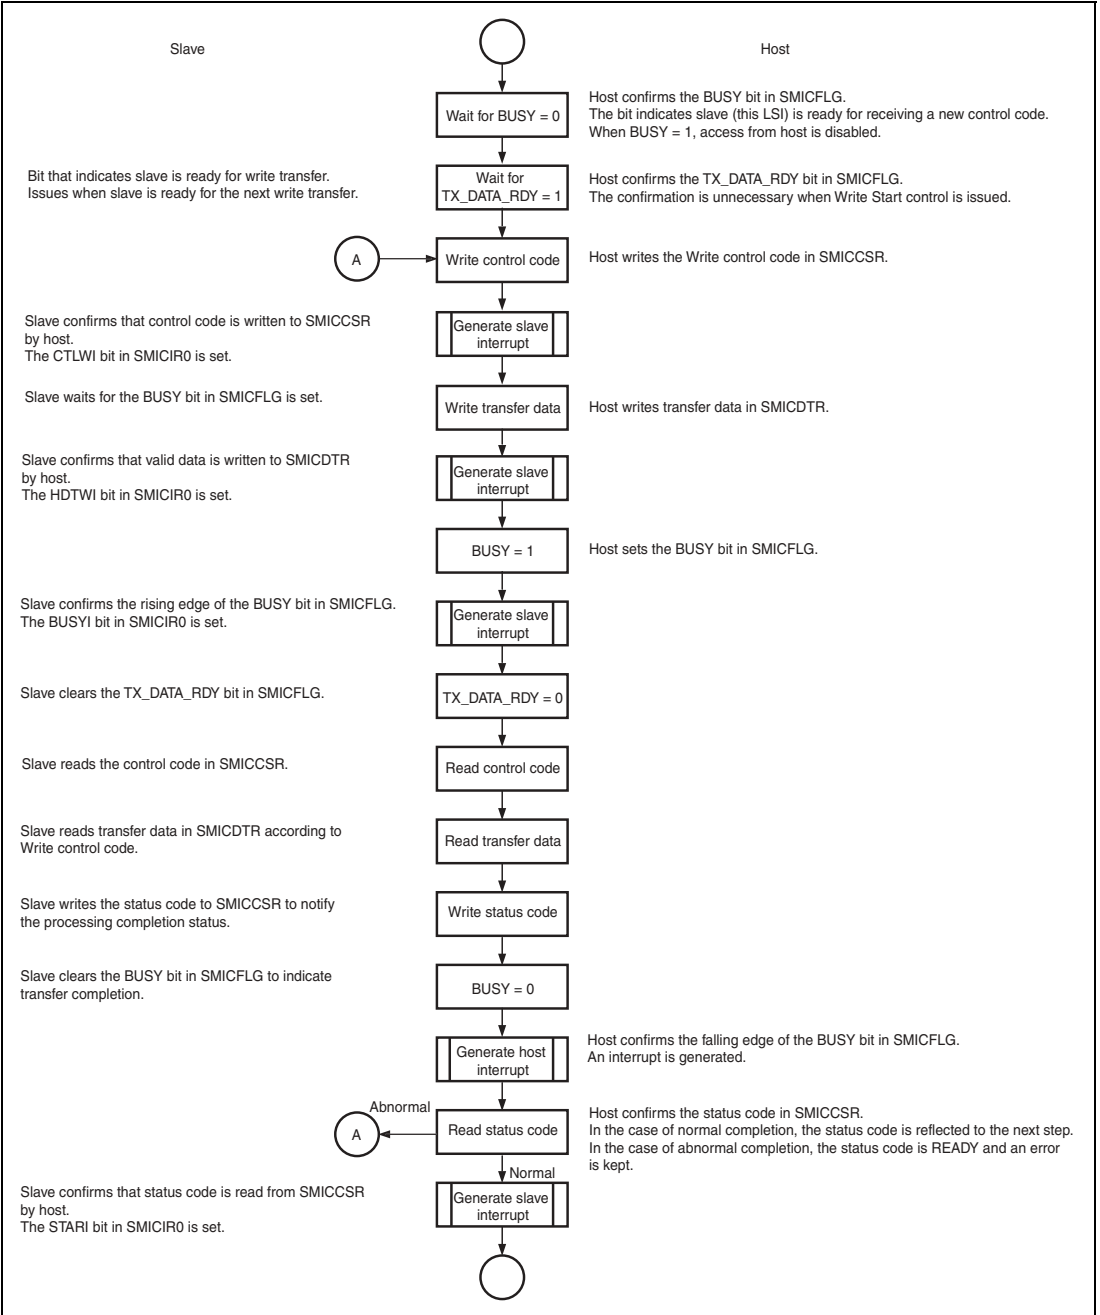 Slave
Host
Wait for BUSY = 0
Host confirms the BUSY bit in SMICFLG.
The bit indicates slave (this LSI) is ready for receiving a new control code.
When BUSY = 1, access from host is disabled.
Bit that indicates slave is ready for write transfer.
Issues when slave is ready for the next write transfer.
Wait for
TX_DATA_RDY = 1
Host confirms the TX_DATA_RDY bit in SMICFLG.
The confirmation is unnecessary when Write Start control is issued.
A
Write control code
Host writes the Write control code in SMICCSR.
Slave confirms that control code is written to SMICCSR
by host.
The CTLWI bit in SMICIR0 is set.
Generate slave
interrupt
Slave waits for the BUSY bit in SMICFLG is set.
Write transfer data
Host writes transfer data in SMICDTR.
Slave confirms that valid data is written to SMICDTR
by host.
The HDTWI bit in SMICIR0 is set.
Generate slave
interrupt
BUSY = 1
Host sets the BUSY bit in SMICFLG.
Slave confirms the rising edge of the BUSY bit in SMICFLG.
The BUSYI bit in SMICIR0 is set.
Generate slave
interrupt
Slave clears the TX_DATA_RDY bit in SMICFLG.
TX_DATA_RDY = 0
Slave reads the control code in SMICCSR.
Read control code
Slave reads transfer data in SMICDTR according to
Write control code.
Read transfer data
Slave writes the status code to SMICCSR to notify
the processing completion status.
Write status code
Slave clears the BUSY bit in SMICFLG to indicate
transfer completion.
BUSY = 0
Generate host
interrupt
Host confirms the falling edge of the BUSY bit in SMICFLG.
An interrupt is generated.
Abnormal
A
Read status code
Host confirms the status code in SMICCSR.
In the case of normal completion, the status code is reflected to the next step.
In the case of abnormal completion, the status code is READY and an error
is kept.
Normal
Slave confirms that status code is read from SMICCSR
by host.
The STARI bit in SMICIR0 is set.
Generate slave
interrupt